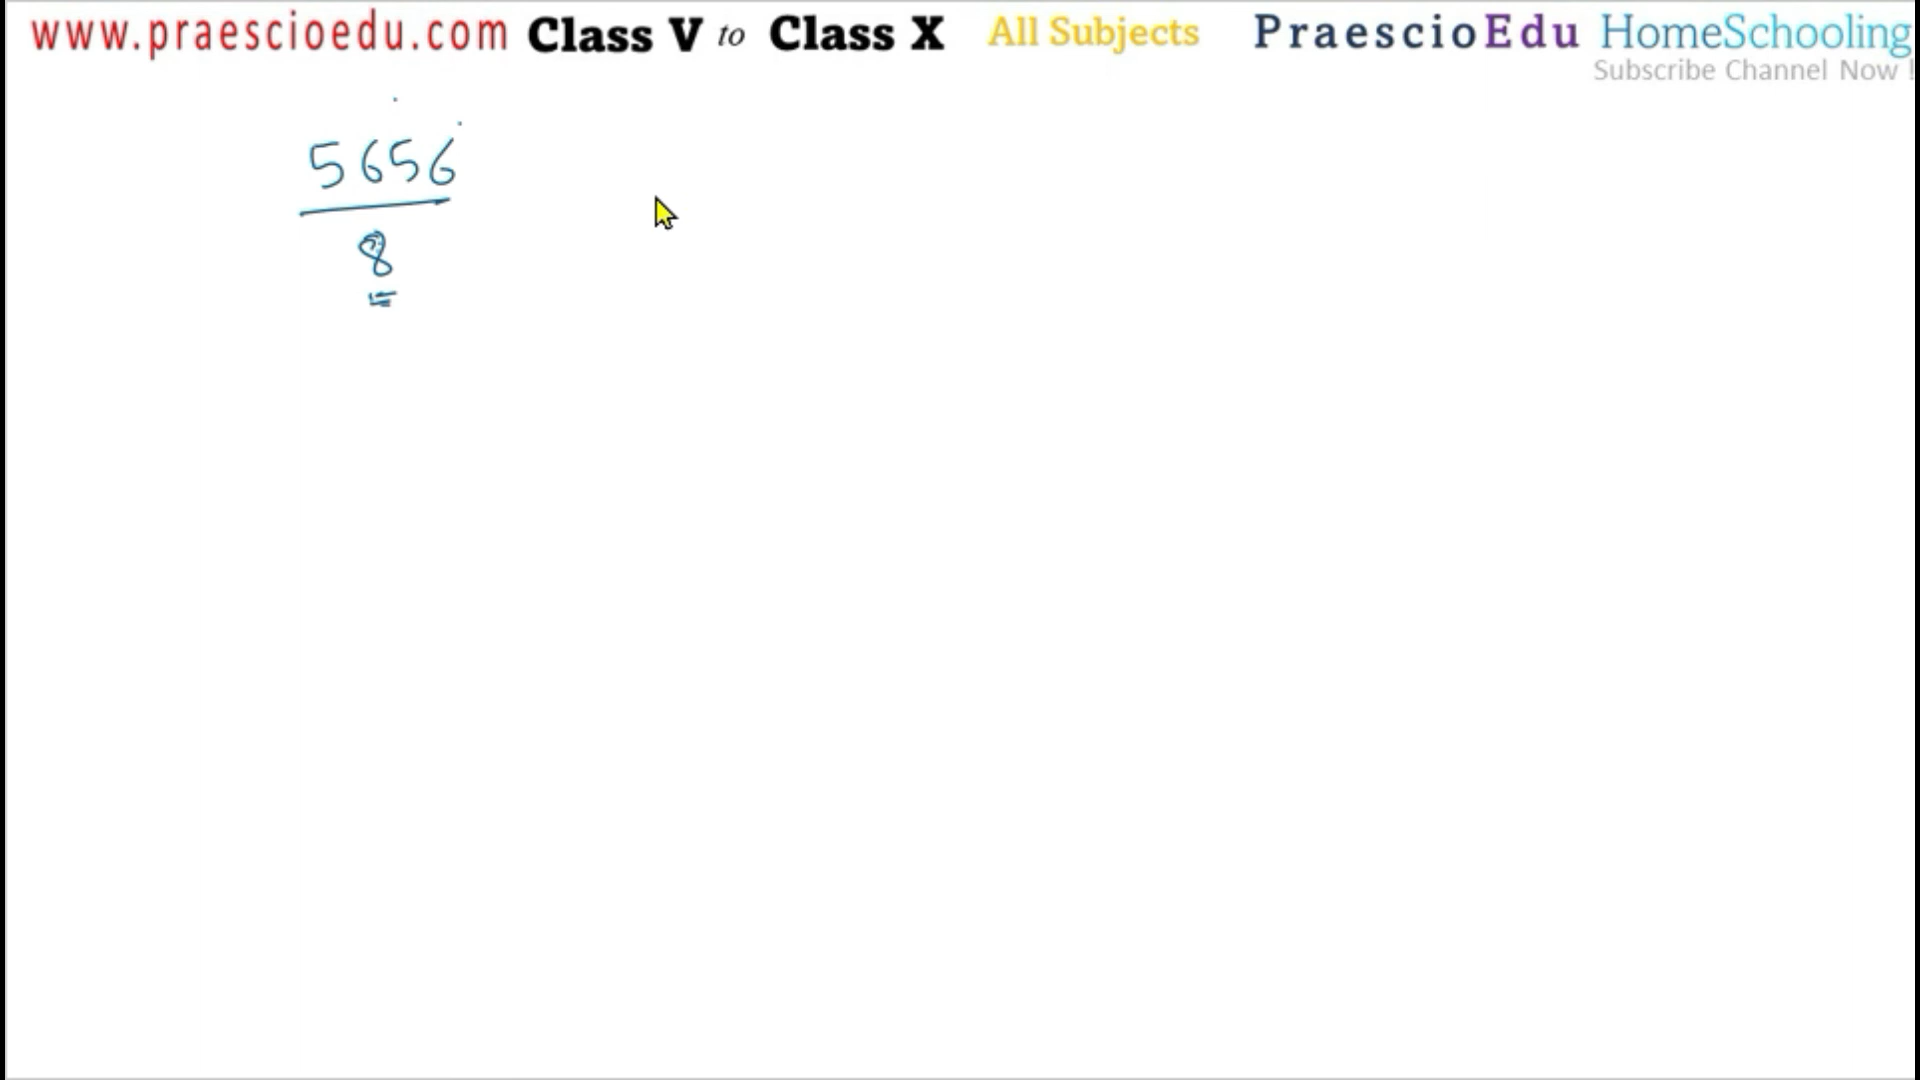 www.praescioedu.com Class V to Class X All Subjects PraescioEdu HomeSchooling
Subscribe Channel Now !
5656
8